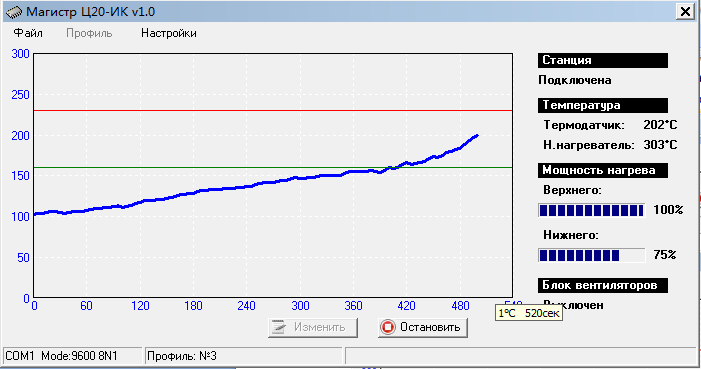 Магистр Ц20-ИК v1.0
Файл Профиль Настройки
300
250
200
150
100
50
0
0 60 120 180 240 300 360 420 480
Станция
Подключена
Температура
Термодатчик: 202°C
Н.нагреватель: 303°C
Мощность нагрева
Верхнего:
100%
Нижнего:
75%
Блок вентиляторов
Выключен
1°C 520сек
Изменить Остановить
COM1 Mode:9600 8N1 Профиль: №3